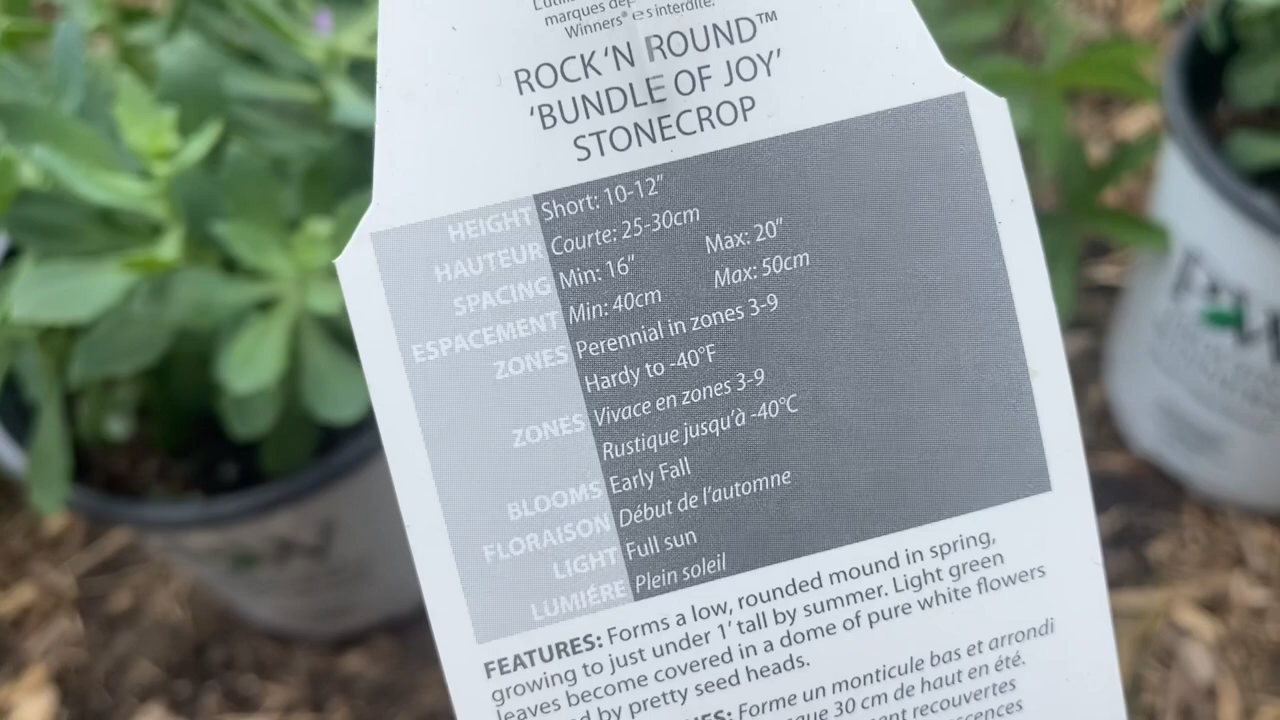 marques dép
Winners® e s interdite.
ROCK 'N ROUND™
'BUNDLE OF JOY'
STONECROP
HEIGHT Short: 10-12"
HAUTEUR Courte: 25-30cm
SPACING Min: 16" Max: 20"
ESPACEMENT Min: 40cm Max: 50cm
ZONES Perennial in zones 3-9
Hardy to -40°F
ZONES Vivace en zones 3-9
Rustique jusqu'à -40°C
BLOOMS Early Fall
FLORAISON Début de l'automne
LIGHT Full sun
LUMIÉRE Plein soleil
FEATURES: Forms a low, rounded mound in spring,
growing to just under 1' tall by summer. Light green
leaves become covered in a dome of pure white flowers
d by pretty seed heads.
ES: Forme un monticule bas et arrondi
que 30 cm de haut en été.
nt recouvertes
scences